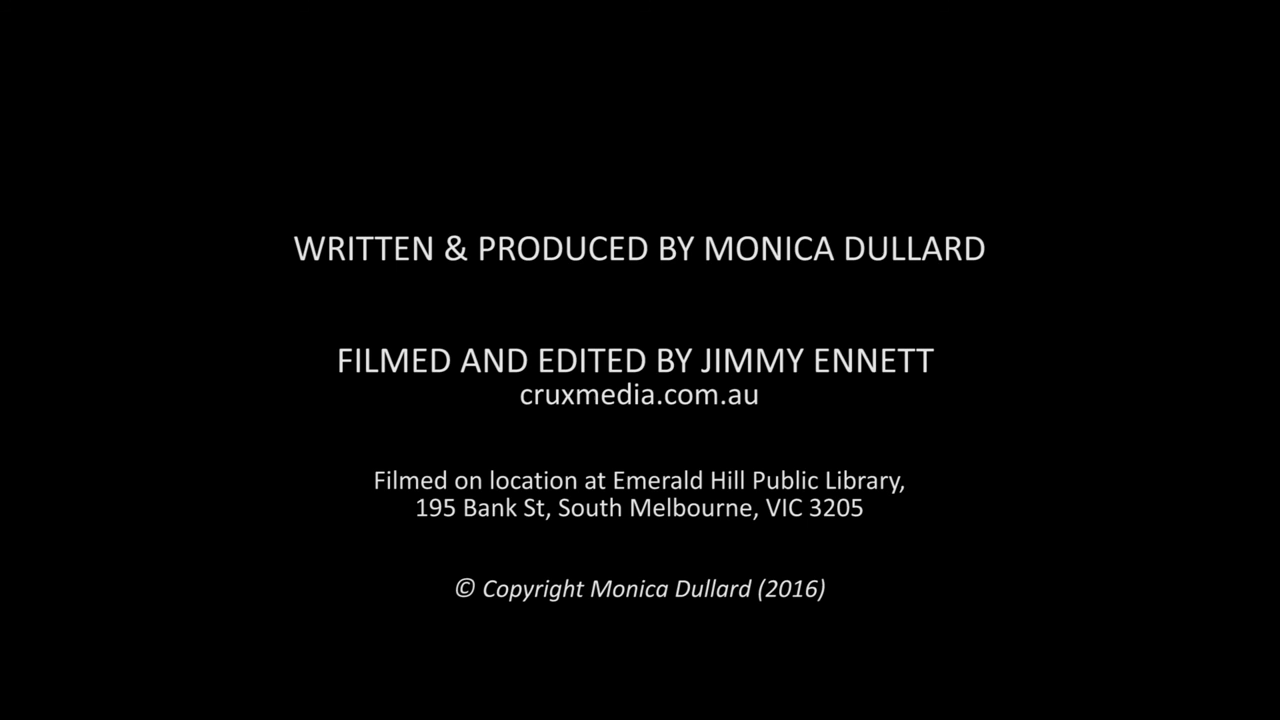 WRITTEN & PRODUCED BY MONICA DULLARD
FILMED AND EDITED BY JIMMY ENNETT
cruxmedia.com.au
Filmed on location at Emerald Hill Public Library,
195 Bank St, South Melbourne, VIC 3205
© Copyright Monica Dullard (2016)